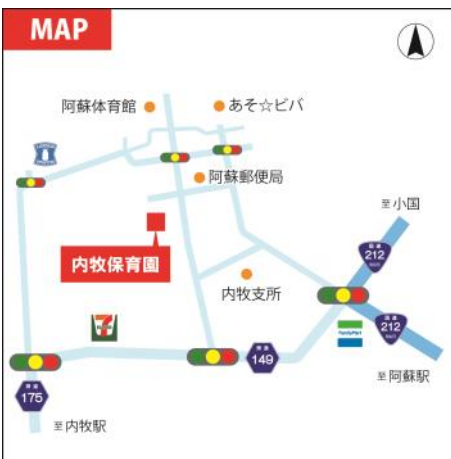 MAP
阿蘇体育館
あそ☆ビバ
阿蘇郵便局
至小国
212
内牧保育園
内牧支所
7
FamilyMart
212
149
至阿蘇駅
175
至内牧駅